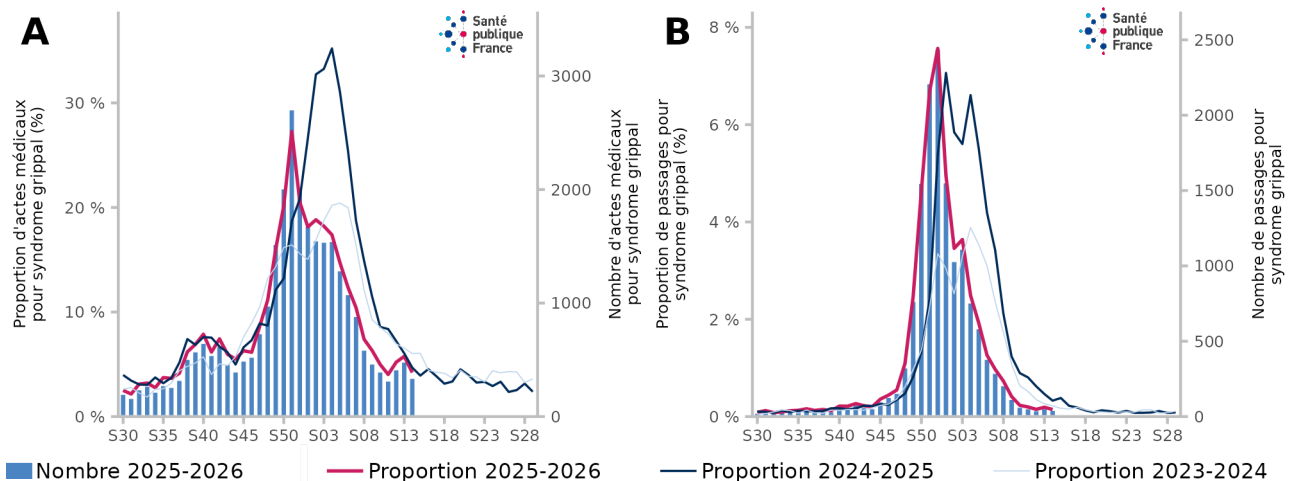 A
Santé
publique
France
Proportion d'actes médicaux
pour syndrome grippal (%)
30 %
20 %
10 %
0 %
3000
2000
1000
0
Nombre d'actes médicaux
pour syndrome grippal
S30 S35 S40 S45 S50 S03 S08 S13 S18 S23 S28
B
Santé
publique
France
Proportion de passages pour
syndrome grippal (%)
8 %
6 %
4 %
2 %
0 %
2500
2000
1500
1000
500
0
Nombre de passages pour
syndrome grippal
S30 S35 S40 S45 S50 S03 S08 S13 S18 S23 S28
Nombre 2025-2026 Proportion 2025-2026 Proportion 2024-2025 Proportion 2023-2024